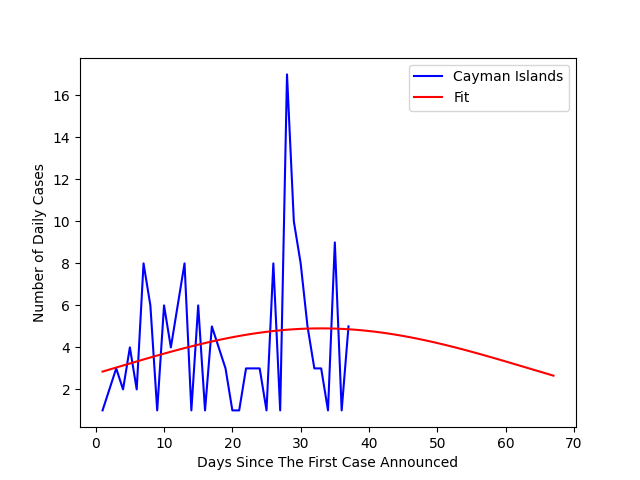 Cayman Islands
Fit
16
14
12
10
8
6
4
2
Number of Daily Cases
0 10 20 30 40 50 60 70
Days Since The First Case Announced